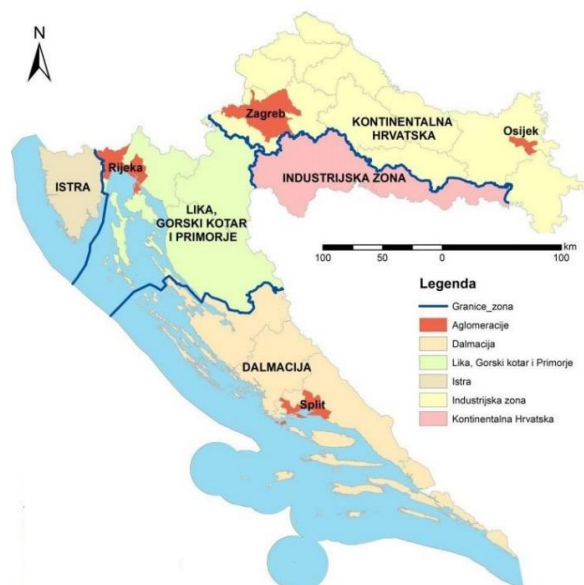 N
Zagreb
KONTINENTALNA
HRVATSKA
Osijek
Rijeka
ISTRA
INDUSTRIJSKA ZONA
LIKA,
GORSKI KOTAR
I PRIMORJE
km
100 50 0 100
Legenda
Granice_zona
Aglomeracije
Dalmacija
Lika, Gorski kotar i Primorje
Istra
Industrijska zona
Kontinentalna Hrvatska
DALMACIJA
Split